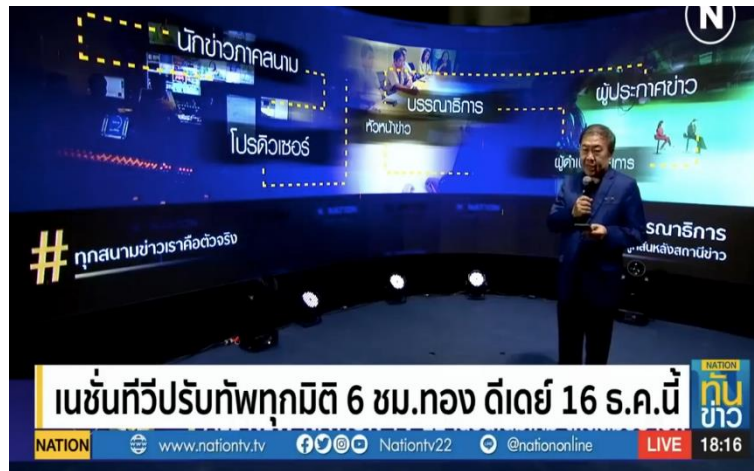 N
นักข่าวภาคสนาม
โปรดิวเซอร์
บรรณาธิการ
หัวหน้าข่าว
ผู้ประกาศข่าว
#ทุกสนามข่าวเราคือตัวจริง
เนชั่นทีวีปรับทัพทุกมิติ 6 ชม.ทอง ดีเดย์ 16 ธ.ค.นี้
NATION
ทันข่าว
NATION www.nationtv.tv Nationtv22 @nationonline LIVE 18:16